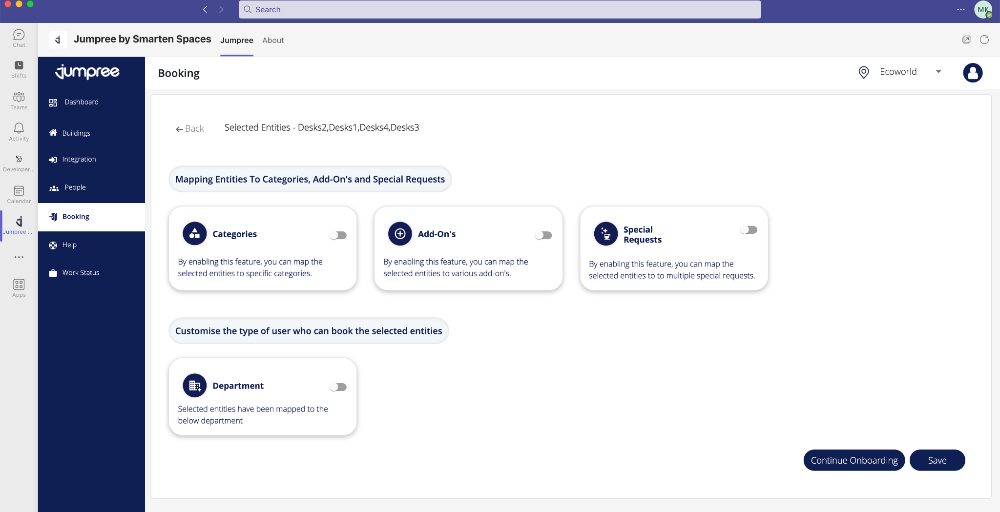 Search
MK
Chat
Shifts
Teams
Activity
Developer...
Calendar
Jumpree ...
Apps
Jumpree by Smarten Spaces
Jumpree
About
jumpree
Dashboard
Buildings
Integration
People
Booking
Help
Work Status
Booking
Ecoworld
Back
Selected Entities - Desks2,Desks1,Desks4,Desks3
Mapping Entities To Categories, Add-On's and Special Requests
Categories
By enabling this feature, you can map the
selected entities to specific categories.
Add-On's
By enabling this feature, you can map the
selected entities to various add-on's.
Special
Requests
By enabling this feature, you can map the
selected entities to to multiple special requests.
Customise the type of user who can book the selected entities
Department
Selected entities have been mapped to the
below department
Continue Onboarding
Save